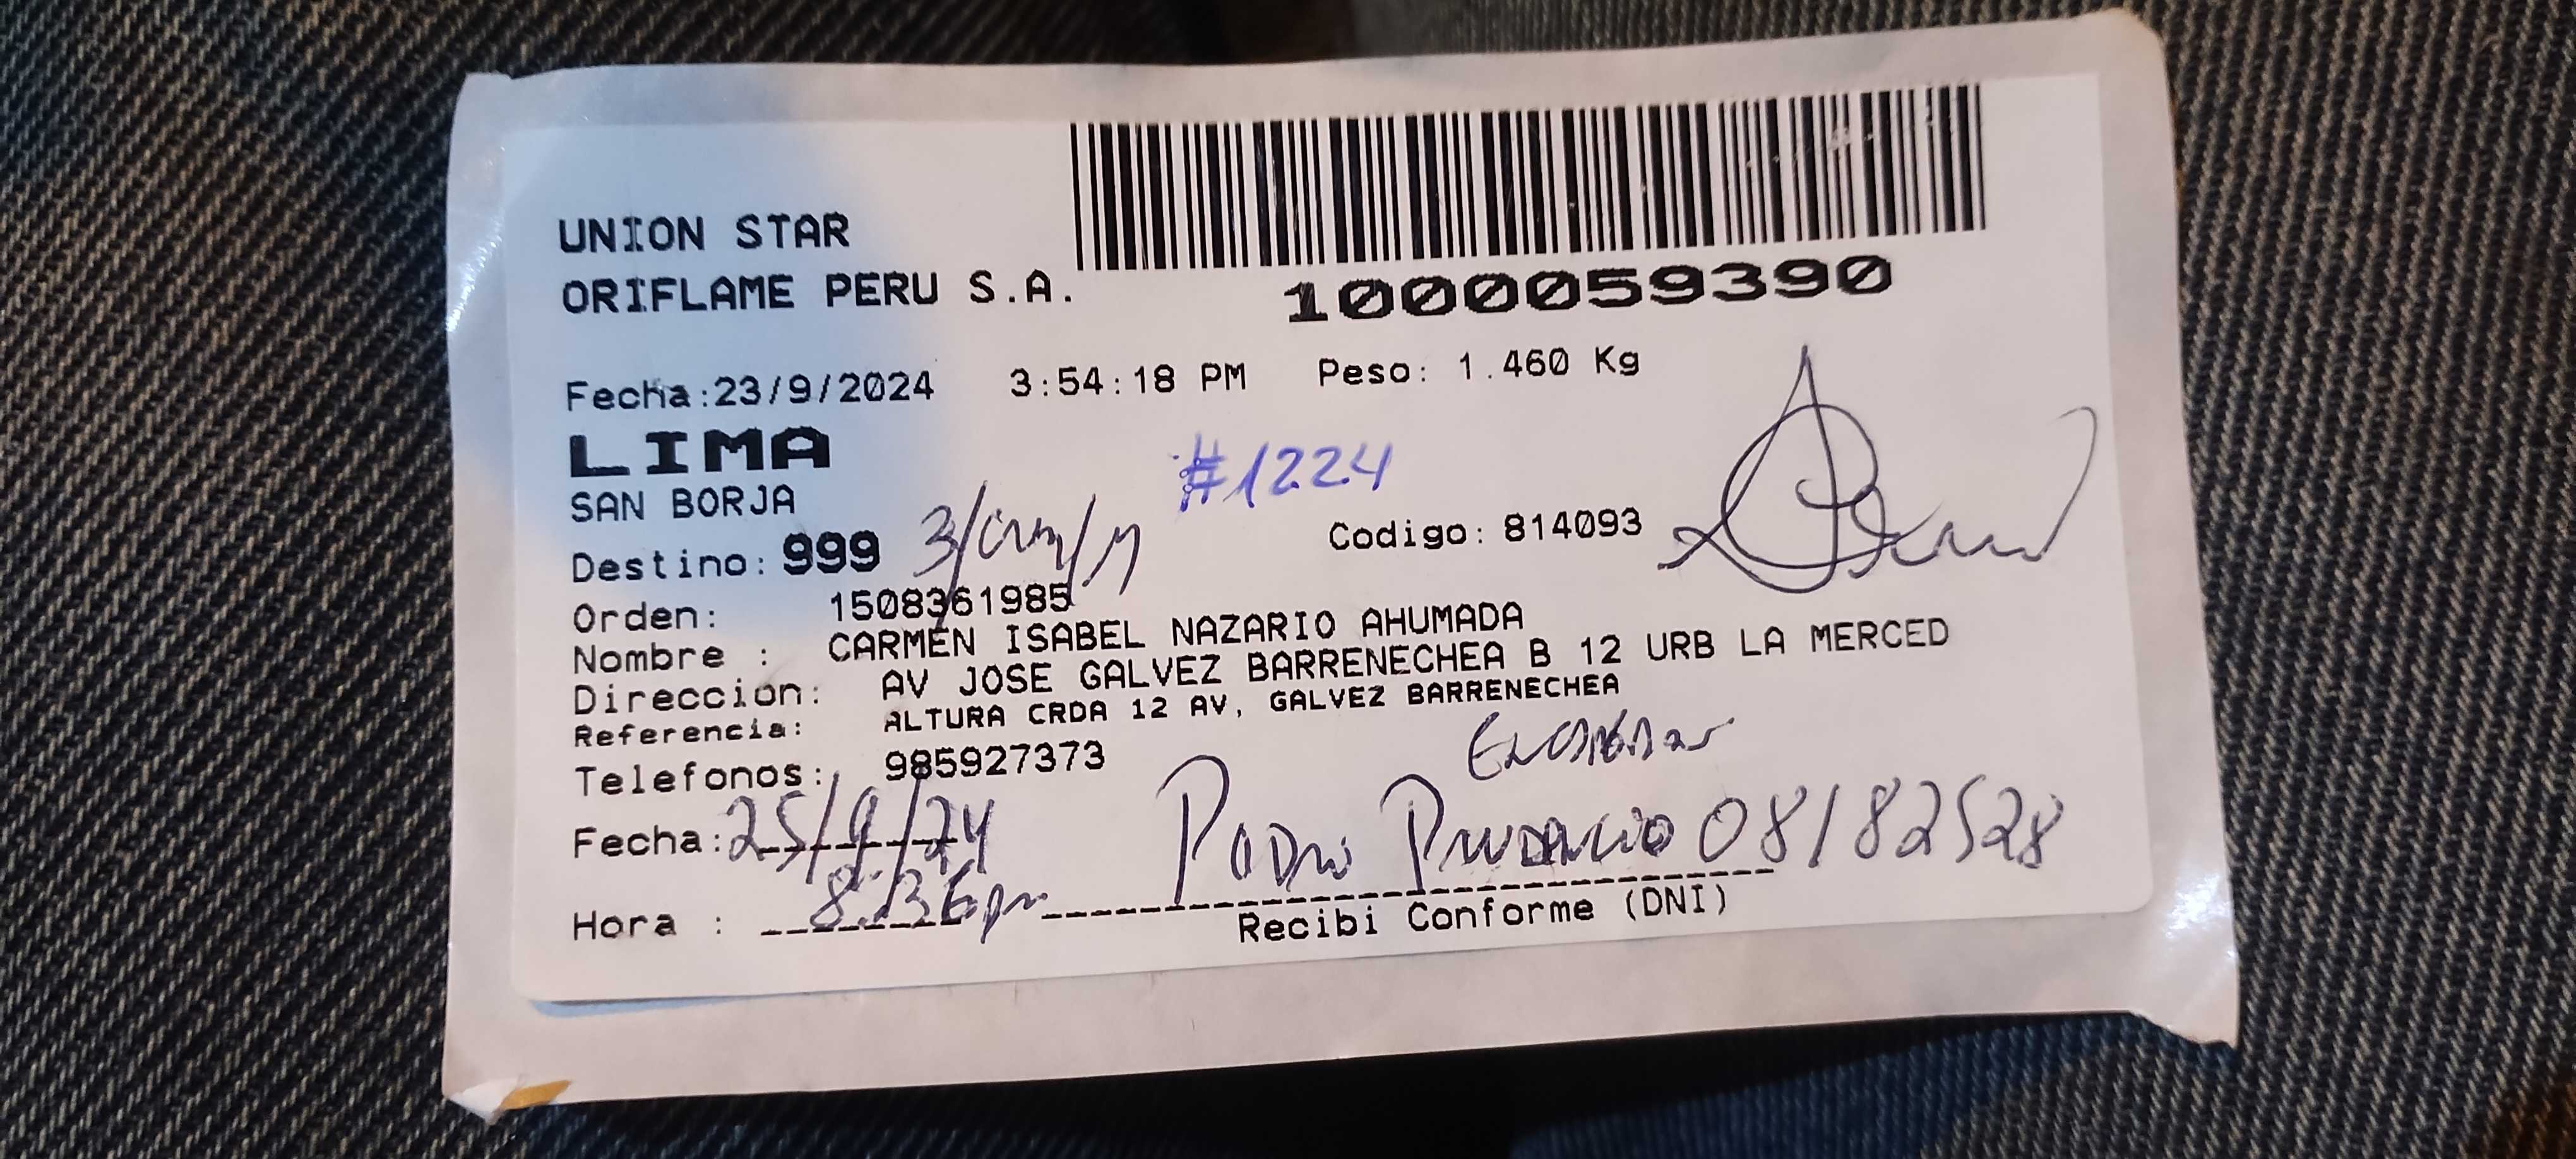 UNION STAR
ORIFLAME PERU S.A.
1000059390
Fecha:23/9/2024 3:54:18 PM Peso: 1.460 Kg
LIMA
#1224
SAN BORJA
Destino: 999 Codigo: 814093
Orden: 1508361985
Nombre : CARMEN ISABEL NAZARIO AHUMADA
Direccion: AV JOSE GALVEZ BARRENECHEA B 12 URB LA MERCED
Referencia: ALTURA CRDA 12 AV, GALVEZ BARRENECHEA
Telefonos: 985927373
Fecha: 25/9/24 08182528
Hora : 8:36pm
Recibi Conforme (DNI)